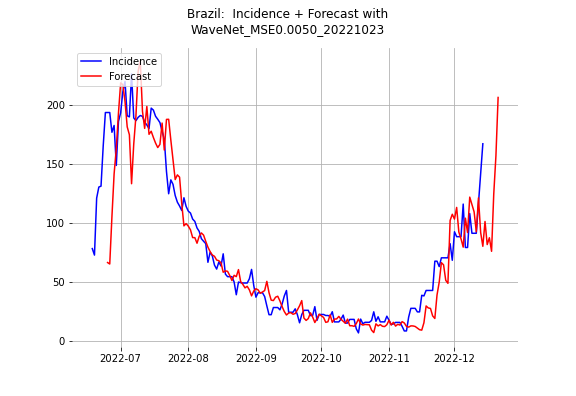 Brazil:  Incidence + Forecast with
WaveNet_MSE0.0050_20221023
Incidence
Forecast
200
150
100
50
0
2022-07
2022-08
2022-09
2022-10
2022-11
2022-12